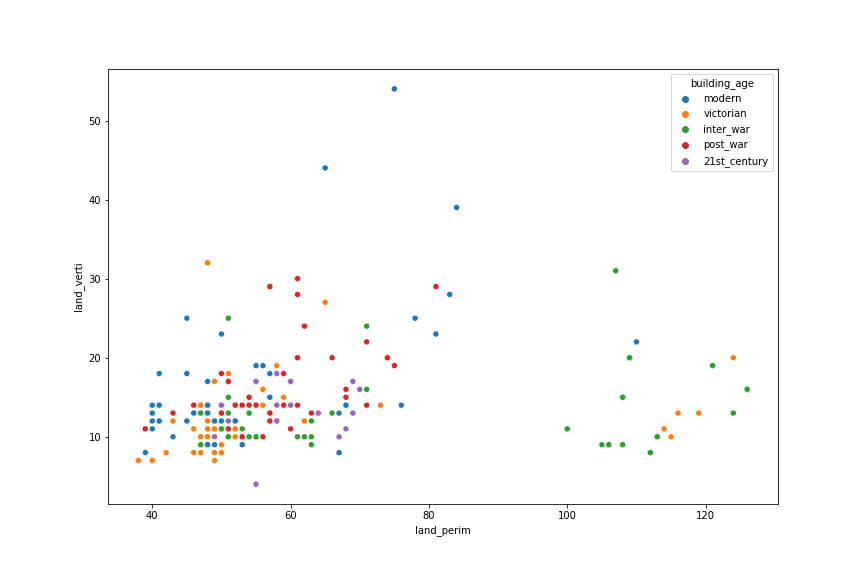 building_age
modern
victorian
inter_war
post_war
21st_century
50
40
30
20
10
land_verti
40
60
80
100
120
land_perim